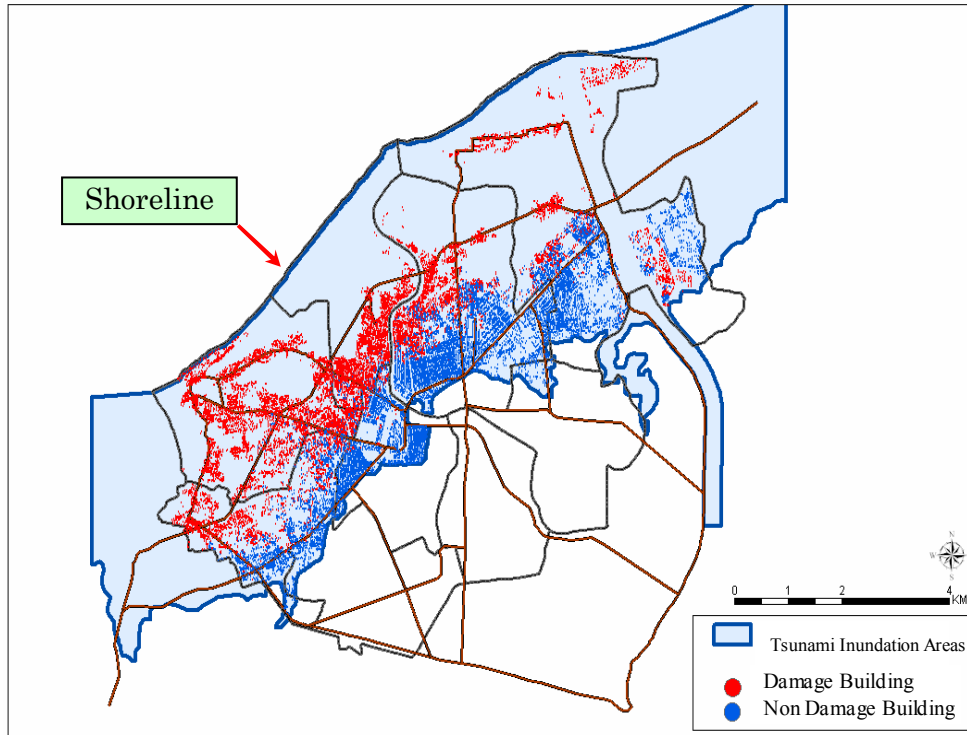 Shoreline
N
W
E
S
0 1 2 4
KM
Tsunami Inundation Areas
Damage Building
Non Damage Building